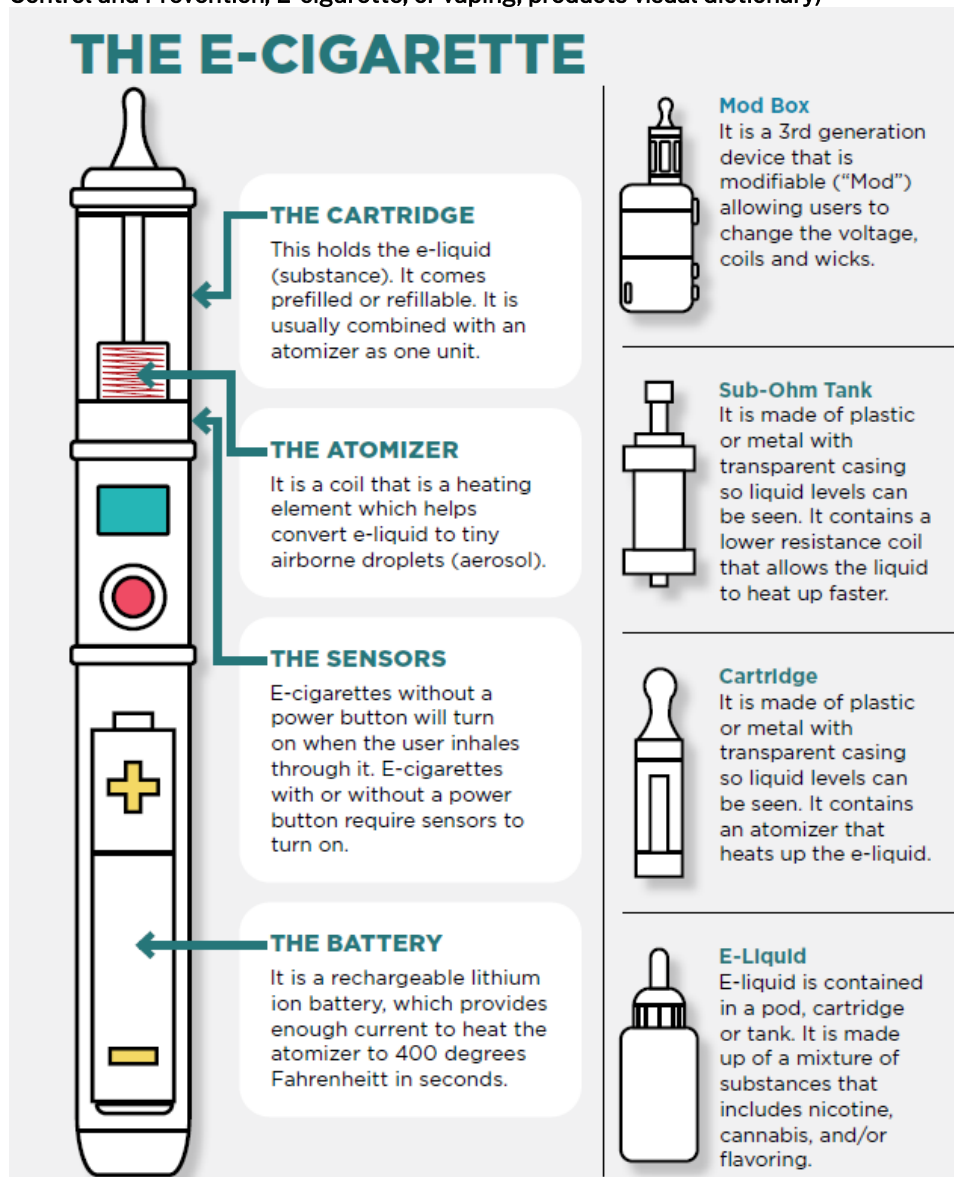 Control and Prevention, E-cigarette, or vaping, products visual dictionary)
THE E-CIGARETTE
THE CARTRIDGE
This holds the e-liquid
(substance). It comes
prefilled or refillable. It is
usually combined with an
atomizer as one unit.
THE ATOMIZER
It is a coil that is a heating
element which helps
convert e-liquid to tiny
airborne droplets (aerosol).
THE SENSORS
E-cigarettes without a
power button will turn
on when the user inhales
through it. E-cigarettes
with or without a power
button require sensors to
turn on.
THE BATTERY
It is a rechargeable lithium
ion battery, which provides
enough current to heat the
atomizer to 400 degrees
Fahrenheitt in seconds.
Mod Box
It is a 3rd generation
device that is
modifiable (“Mod”)
allowing users to
change the voltage,
coils and wicks.
Sub-Ohm Tank
It is made of plastic
or metal with
transparent casing
so liquid levels can
be seen. It contains a
lower resistance coil
that allows the liquid
to heat up faster.
Cartridge
It is made of plastic
or metal with
transparent casing
so liquid levels can
be seen. It contains
an atomizer that
heats up the e-liquid.
E-Liquid
E-liquid is contained
in a pod, cartridge
or tank. It is made
up of a mixture of
substances that
includes nicotine,
cannabis, and/or
flavoring.